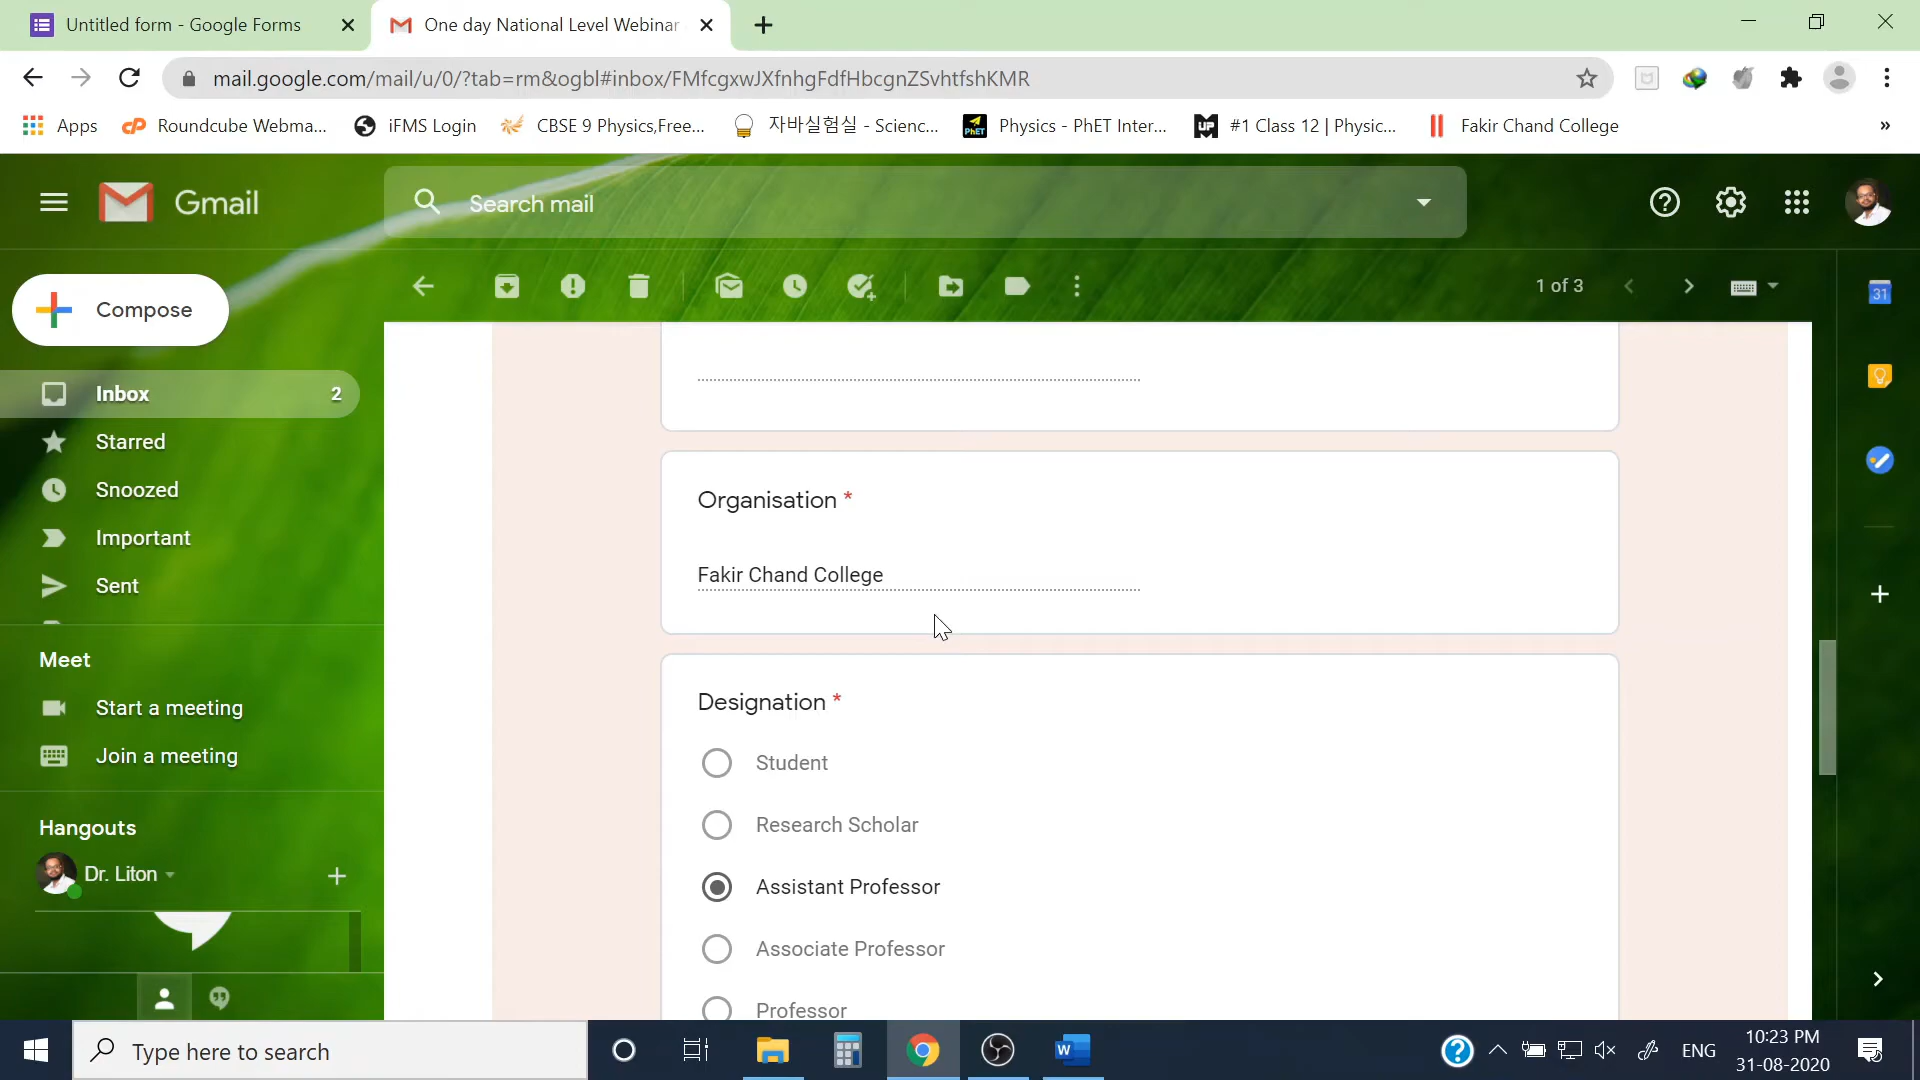 Untitled form - Google Forms
One day National Level Webinar
mail.google.com/mail/u/0/?tab=rm&ogbl#inbox/FMfcgxwJXfnhgFdfHbcgnZSvhtfshKMR
Apps
Roundcube Webma...
iFMS Login
CBSE 9 Physics,Free...
자바실험실 - Scienc...
PhET
Physics - PhET Inter...
UP
#1 Class 12 | Physic...
Fakir Chand College
»
Gmail
Search mail
1 of 3
31
Compose
Inbox 2
Starred
Snoozed
Important
Sent
Meet
Start a meeting
Join a meeting
Hangouts
Dr. Liton
Organisation *
Fakir Chand College
Designation *
Student
Research Scholar
Assistant Professor
Associate Professor
Professor
Type here to search
W
ENG
10:23 PM
31-08-2020